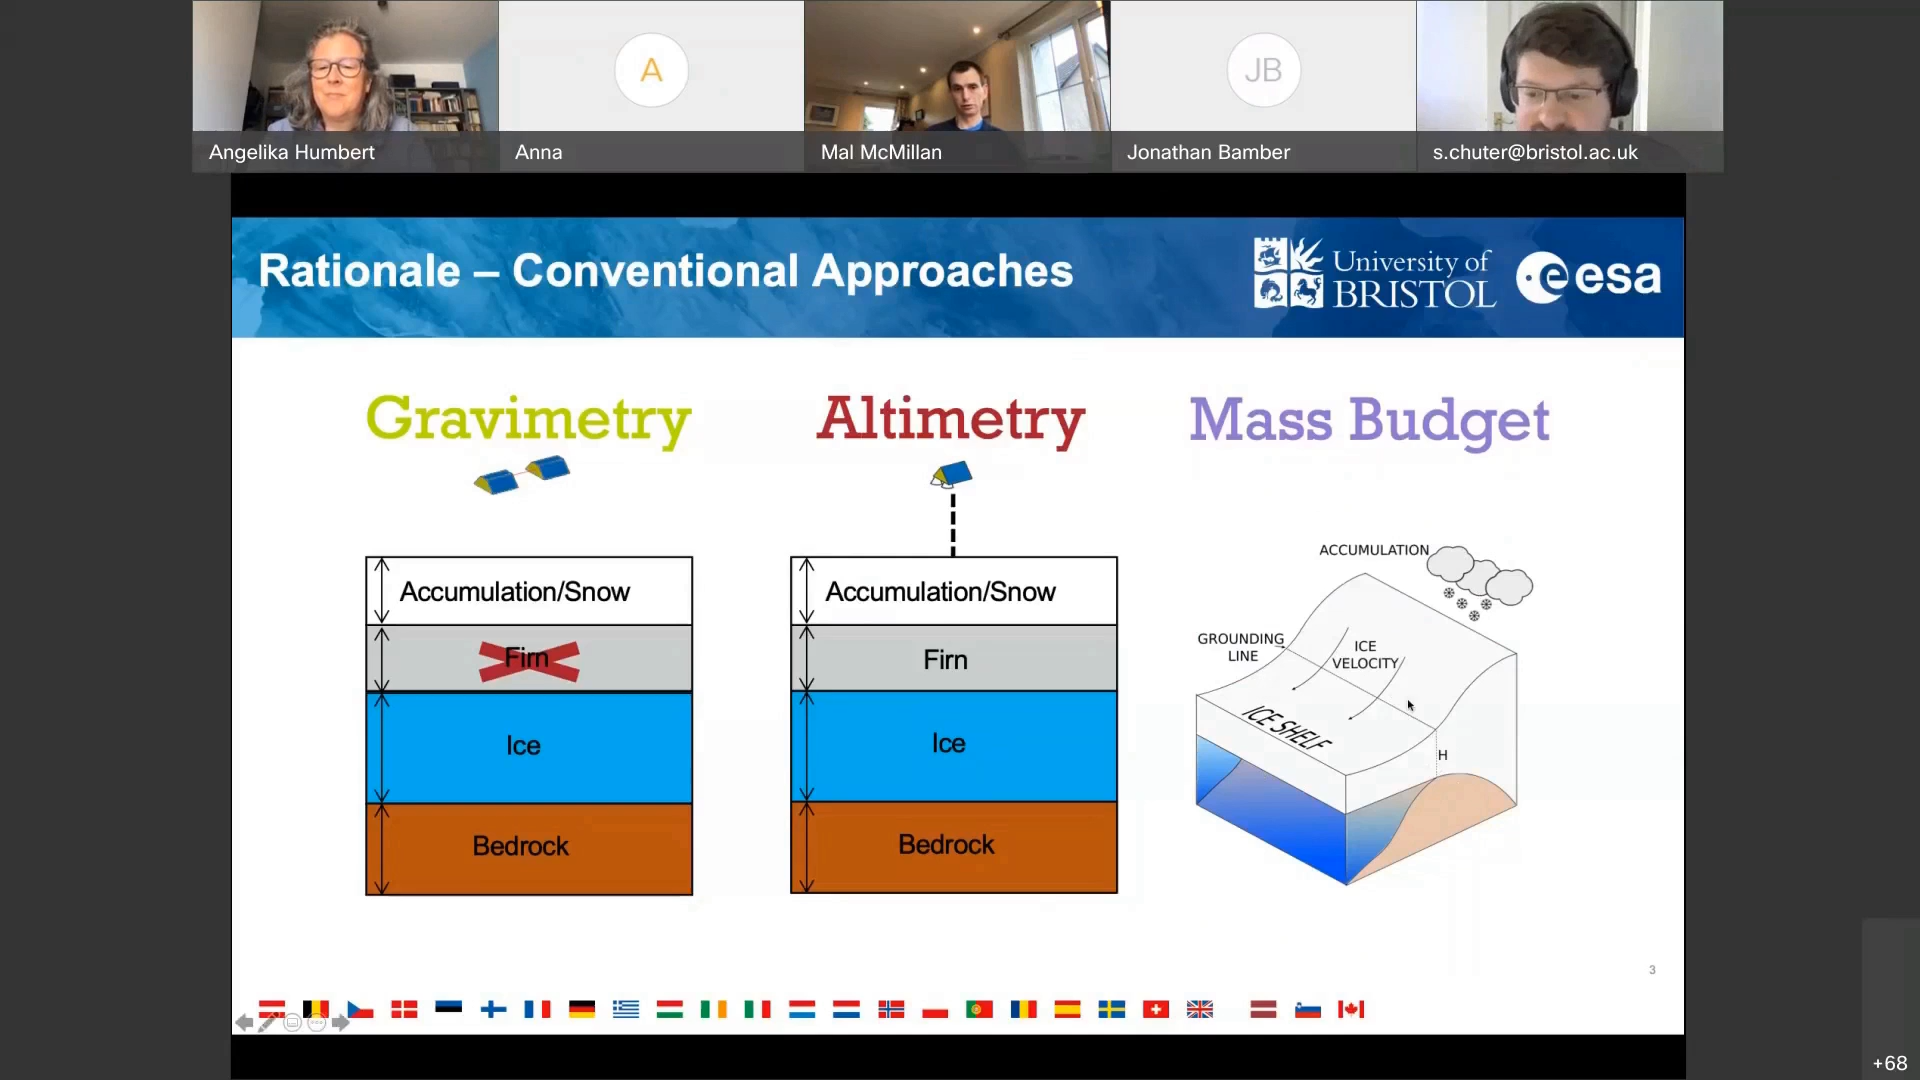 A
JB
Angelika Humbert
Anna
Mal McMillan
Jonathan Bamber
s.chuter@bristol.ac.uk
Rationale – Conventional Approaches
University of
BRISTOL
esa
Gravimetry
Altimetry
Mass Budget
Accumulation/Snow
Firn
Ice
Bedrock
Accumulation/Snow
Firn
Ice
Bedrock
ACCUMULATION
GROUNDING
LINE
ICE
VELOCITY
ICE SHELF
H
3
+68